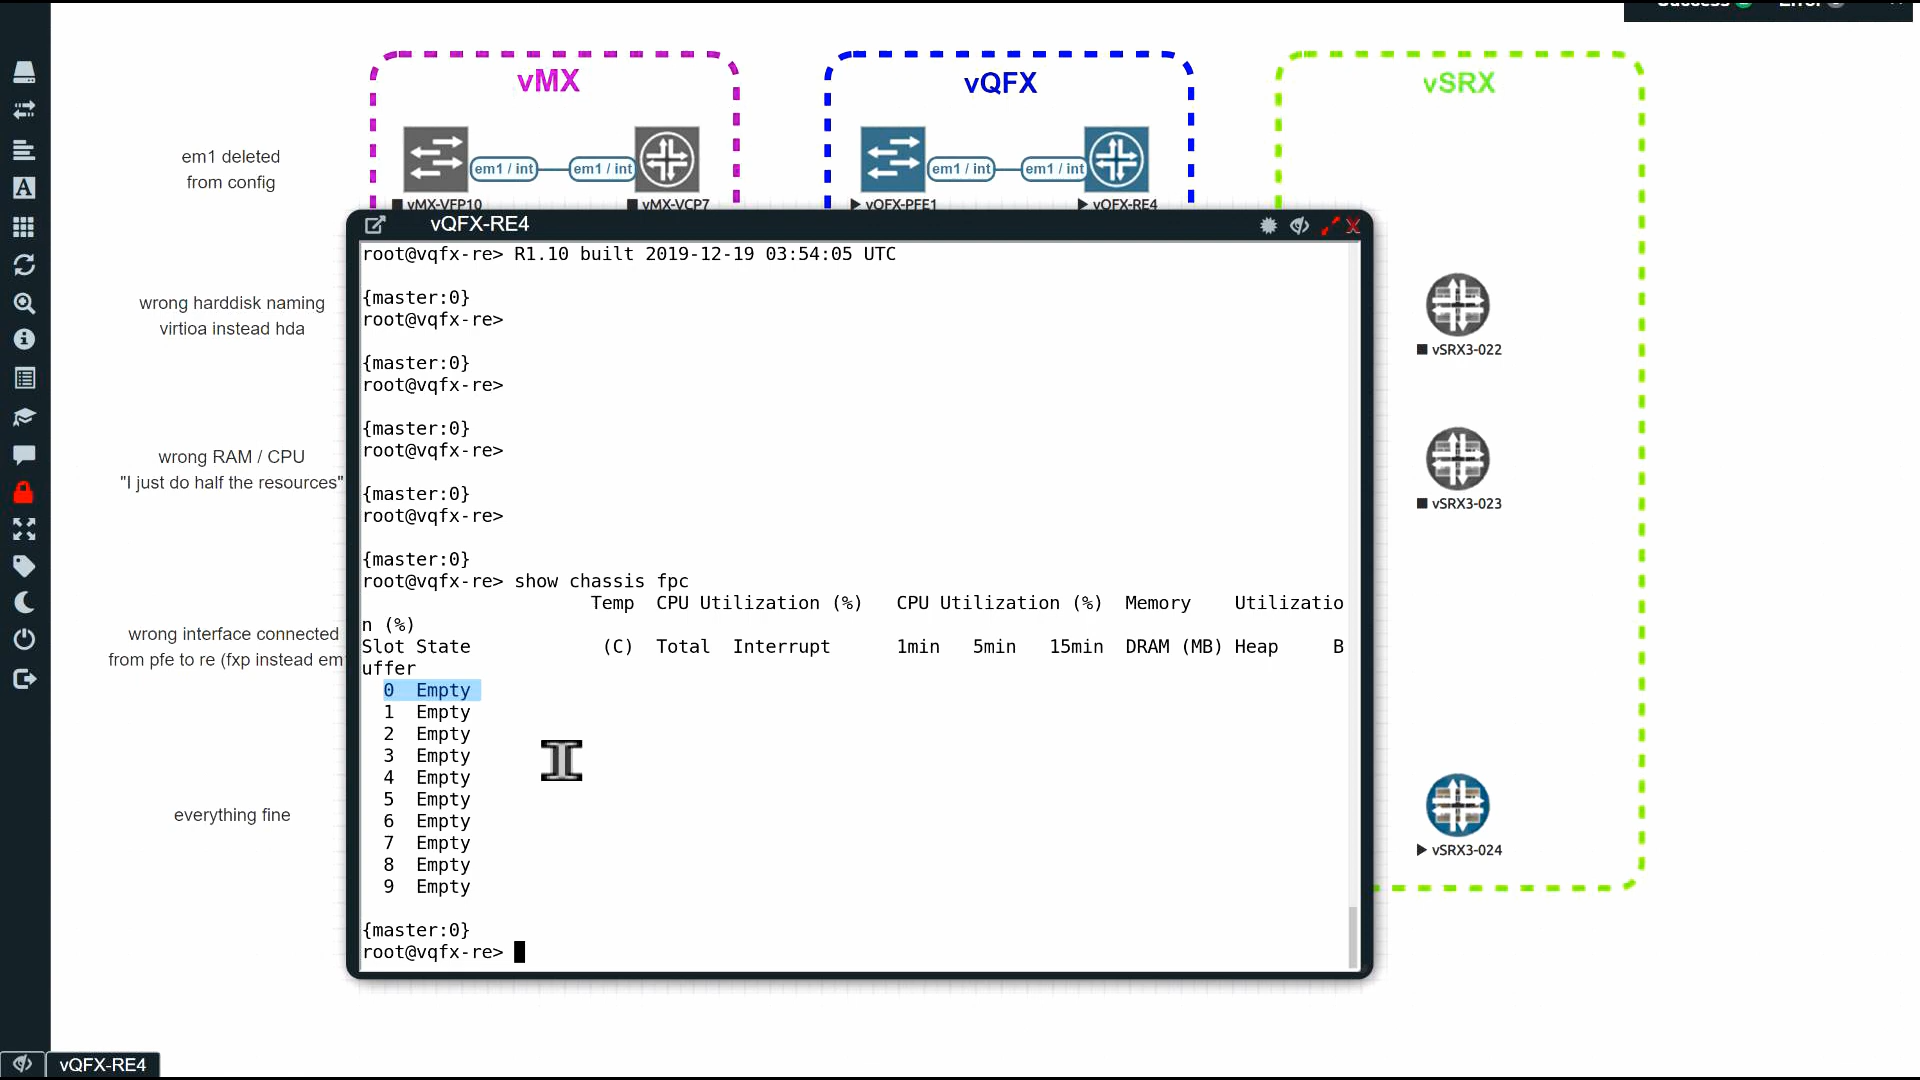 Success
Error
vMX
vQFX
vSRX
em1 deleted
from config
em1 / int
em1 / int
em1 / int
em1 / int
vMX-VFP10
vMX-VCP7
vQFX-PFE1
vQFX-RE4
vQFX-RE4
root@vqfx-re> R1.10 built 2019-12-19 03:54:05 UTC
{master:0}
root@vqfx-re>
{master:0}
root@vqfx-re>
{master:0}
root@vqfx-re>
{master:0}
root@vqfx-re>
{master:0}
root@vqfx-re> show chassis fpc
Temp CPU Utilization (%) CPU Utilization (%) Memory Utilizatio
n (%)
Slot State (C) Total Interrupt 1min 5min 15min DRAM (MB) Heap B
uffer
0 Empty
1 Empty
2 Empty
3 Empty
4 Empty
5 Empty
6 Empty
7 Empty
8 Empty
9 Empty
{master:0}
root@vqfx-re>
wrong harddisk naming
virtioa instead hda
vSRX3-022
wrong RAM / CPU
"I just do half the resources"
vSRX3-023
wrong interface connected
from pfe to re (fxp instead em
everything fine
vSRX3-024
vQFX-RE4